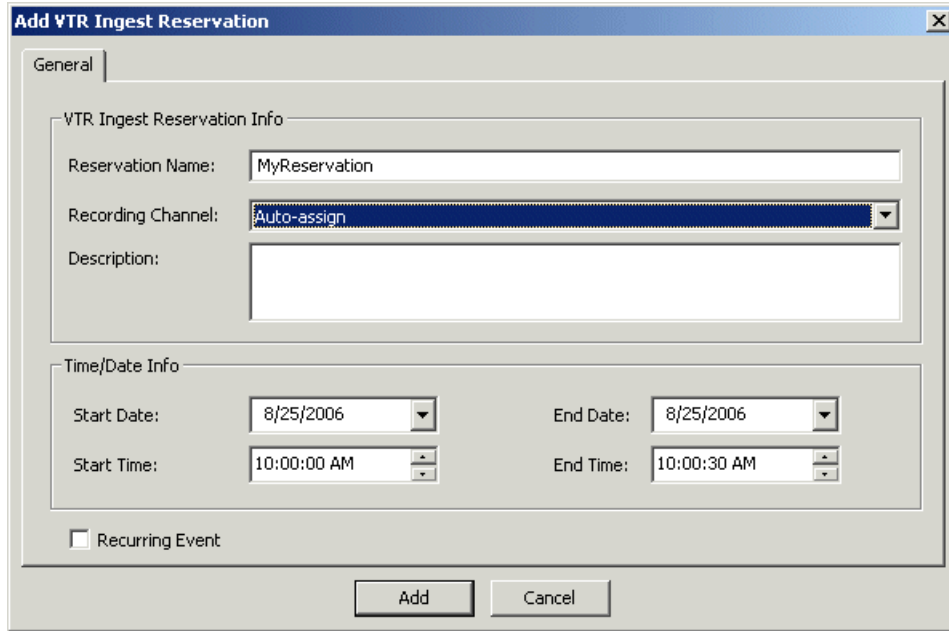 Add VTR Ingest Reservation
General
VTR Ingest Reservation Info
Reservation Name: MyReservation
Recording Channel: Auto-assign
Description:
Time/Date Info
Start Date: 8/25/2006 End Date: 8/25/2006
Start Time: 10:00:00 AM End Time: 10:00:30 AM
Recurring Event
Add Cancel